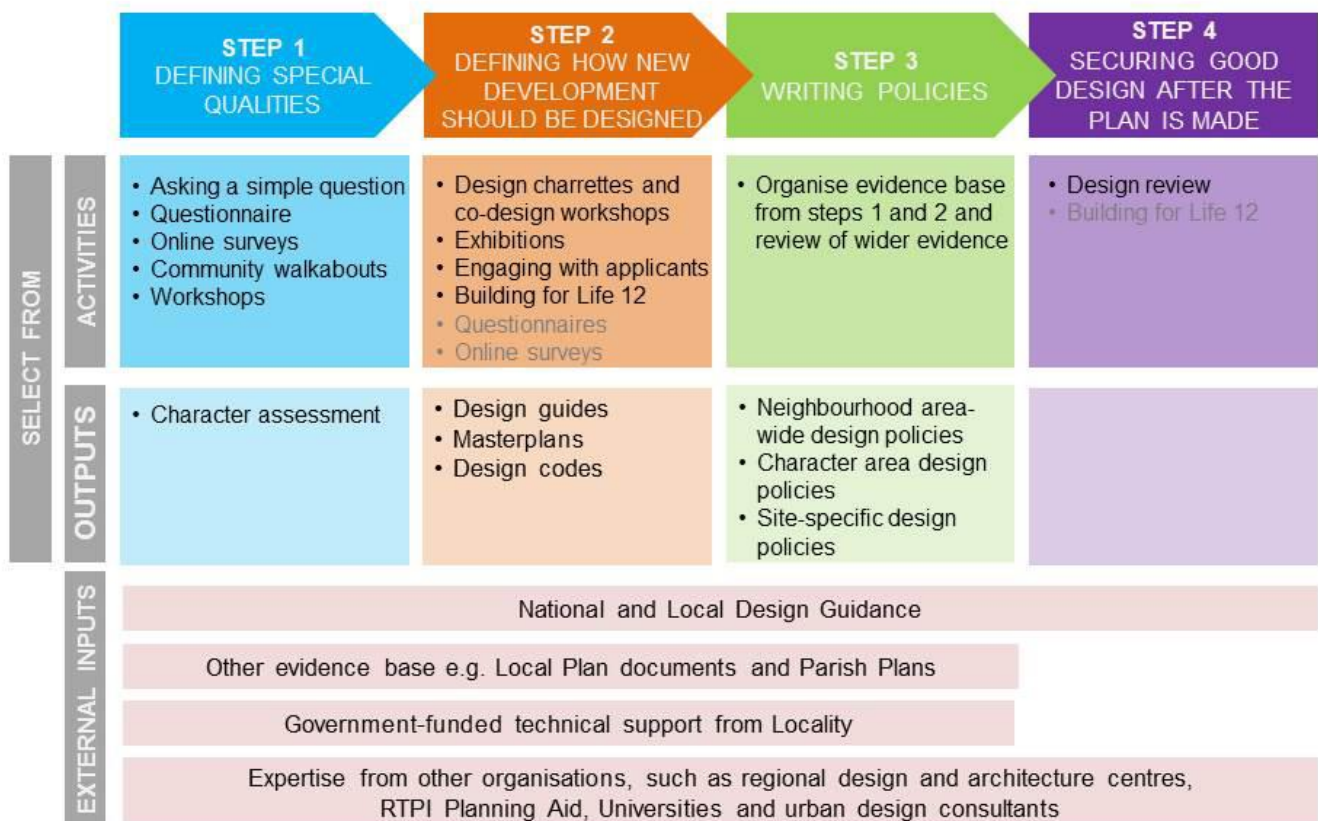 STEP 1
DEFINING SPECIAL
QUALITIES
STEP 2
DEFINING HOW NEW
DEVELOPMENT
SHOULD BE DESIGNED
STEP 3
WRITING POLICIES
STEP 4
SECURING GOOD
DESIGN AFTER THE
PLAN IS MADE
SELECT FROM
ACTIVITIES
• Asking a simple question
• Questionnaire
• Online surveys
• Community walkabouts
• Workshops
• Design charrettes and
co-design workshops
• Exhibitions
• Engaging with applicants
• Building for Life 12
• Questionnaires
• Online surveys
• Organise evidence base
from steps 1 and 2 and
review of wider evidence
• Design review
• Building for Life 12
OUTPUTS
• Character assessment
• Design guides
• Masterplans
• Design codes
• Neighbourhood area-
wide design policies
• Character area design
policies
• Site-specific design
policies
EXTERNAL INPUTS
National and Local Design Guidance
Other evidence base e.g. Local Plan documents and Parish Plans
Government-funded technical support from Locality
Expertise from other organisations, such as regional design and architecture centres,
RTPI Planning Aid, Universities and urban design consultants